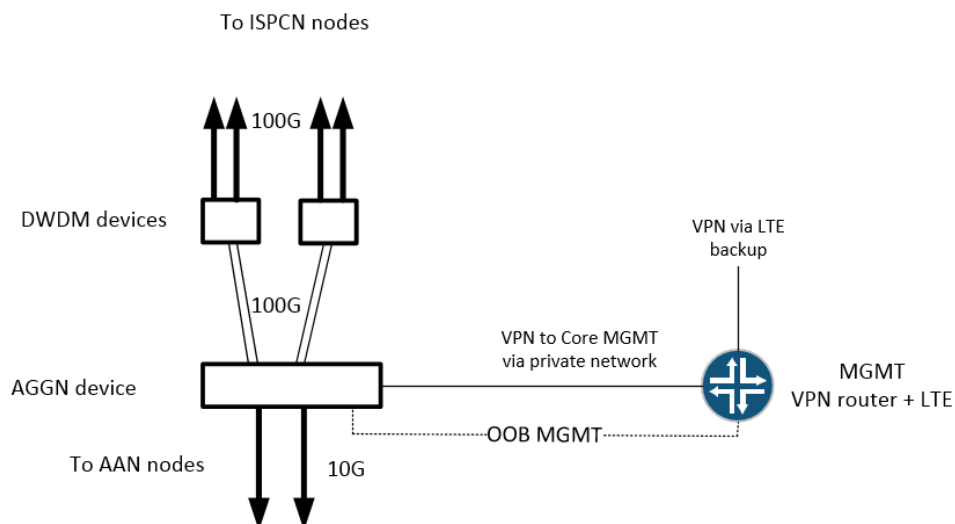 To ISPCN nodes
100G
DWDM devices
VPN via LTE
backup
100G
VPN to Core MGMT
via private network
AGGN device
MGMT
VPN router + LTE
OOB MGMT
To AAN nodes
10G